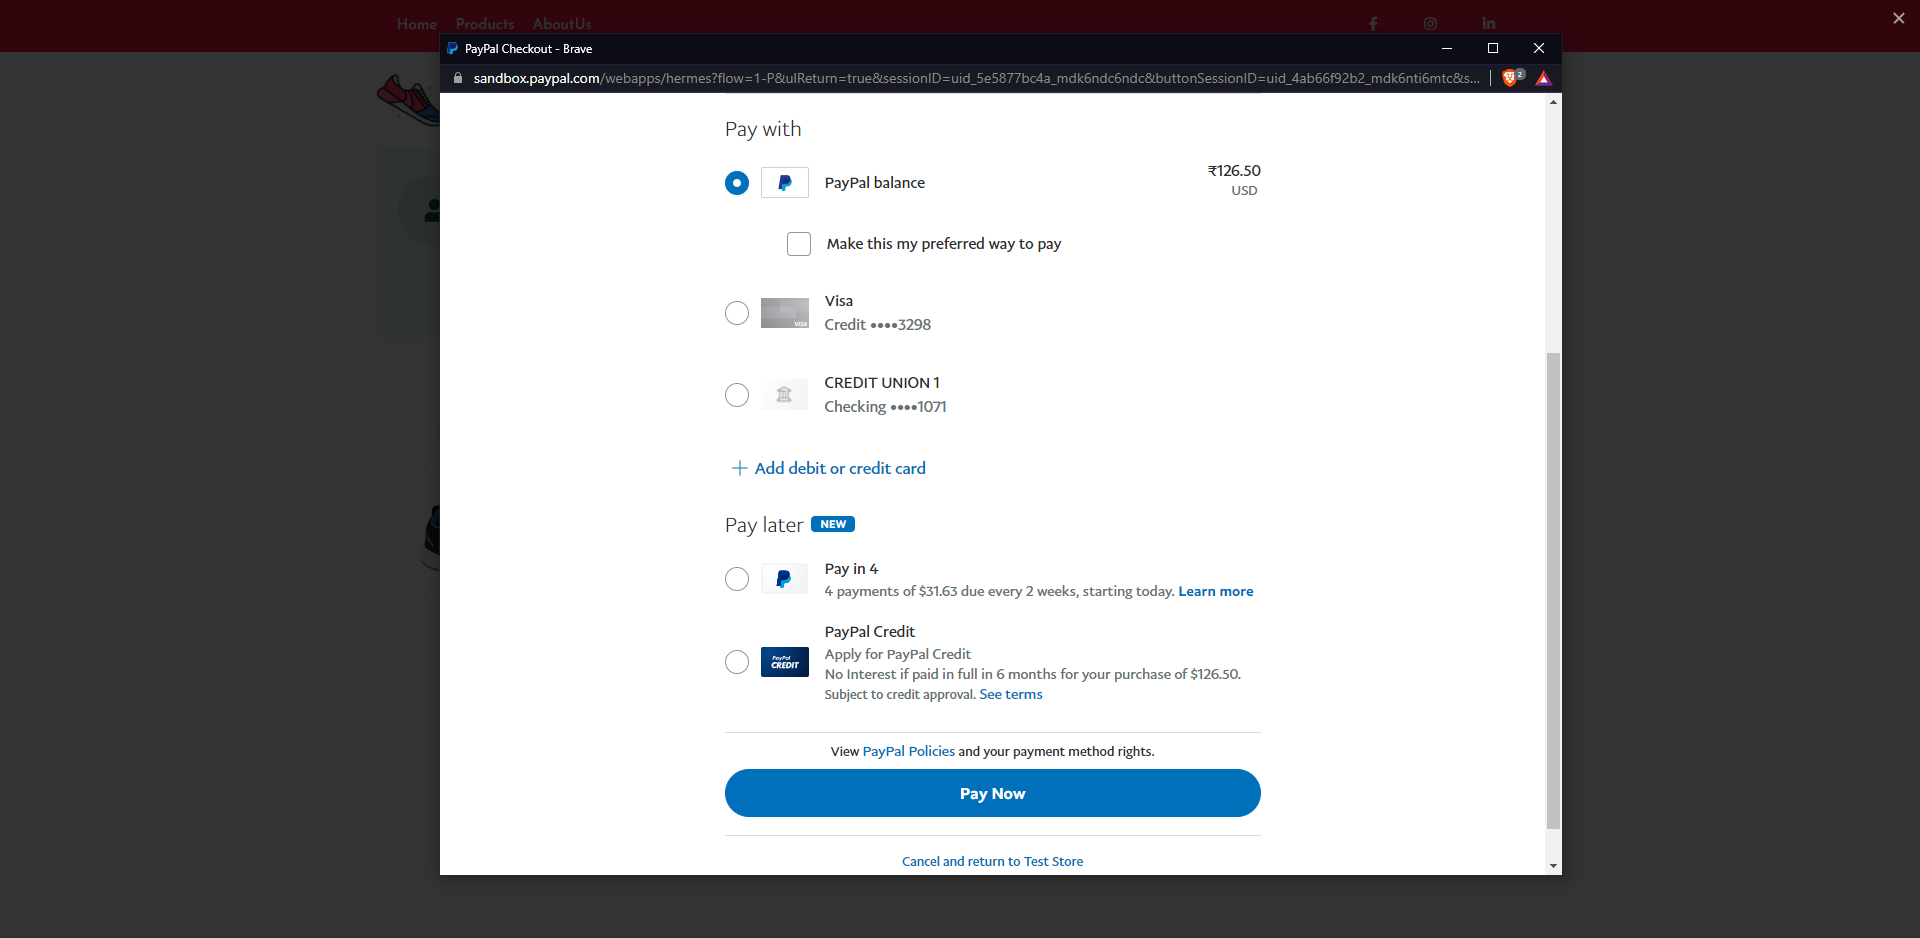 Home Products AboutUs
PayPal Checkout - Brave
sandbox.paypal.com/webapps/hermes?flow=1-P&ulReturn=true&sessionID=uid_5e5877bc4a_mdk6ndc6ndc&buttonSessionID=uid_4ab66f92b2_mdk6nti6mtc&s...
2
Pay with
PayPal balance
₹126.50
USD
Make this my preferred way to pay
Visa
VISA
Credit ••••3298
CREDIT UNION 1
Checking ••••1071
+ Add debit or credit card
Pay later NEW
Pay in 4
4 payments of $31.63 due every 2 weeks, starting today. Learn more
PayPal Credit
PayPal
CREDIT
Apply for PayPal Credit
No Interest if paid in full in 6 months for your purchase of $126.50.
Subject to credit approval. See terms
View PayPal Policies and your payment method rights.
Pay Now
Cancel and return to Test Store